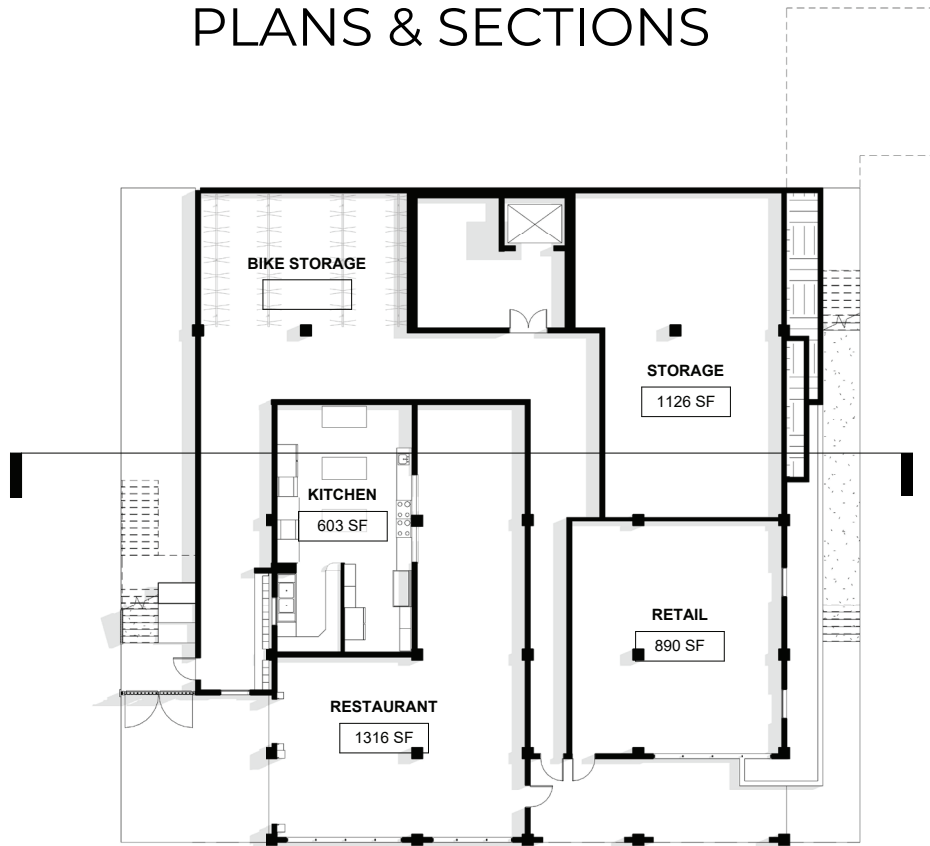 PLANS & SECTIONS
BIKE STORAGE
STORAGE
1126 SF
KITCHEN
603 SF
RETAIL
890 SF
RESTAURANT
1316 SF